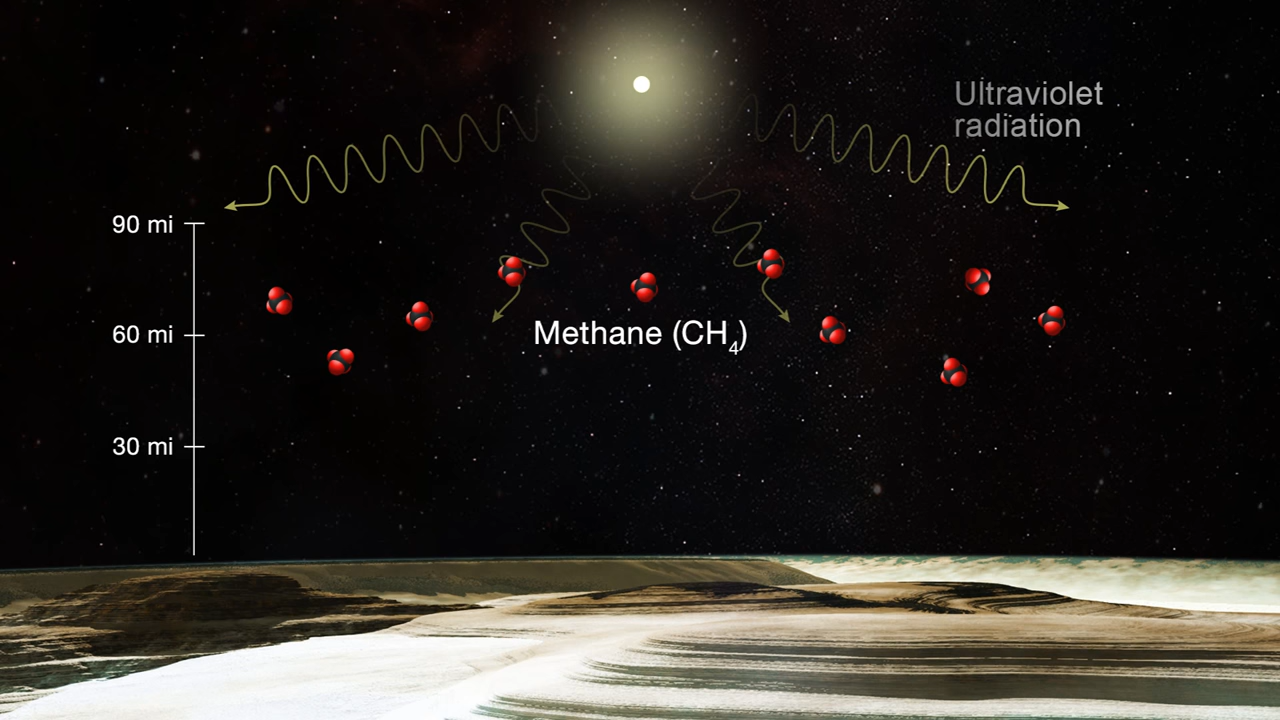 Ultraviolet
radiation
90 mi
60 mi
Methane (CH₄)
30 mi